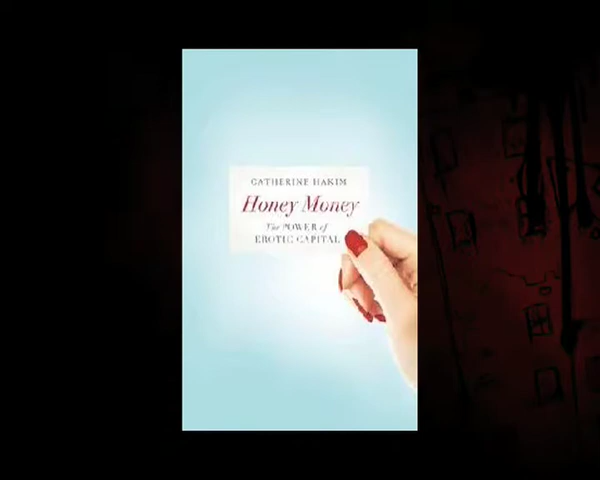 CATHERINE HAKIM
Honey Money
The POWER of
EROTIC CAPITAL